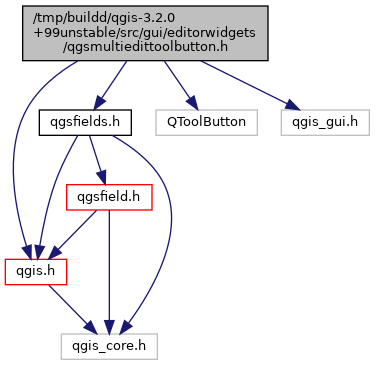 /tmp/buildd/qgis-3.2.0
+99unstable/src/gui/editorwidgets
/qgsmultiedittoolbutton.h
qgsfields.h
QToolButton
qgis_gui.h
qgsfield.h
qgis.h
qgis_core.h